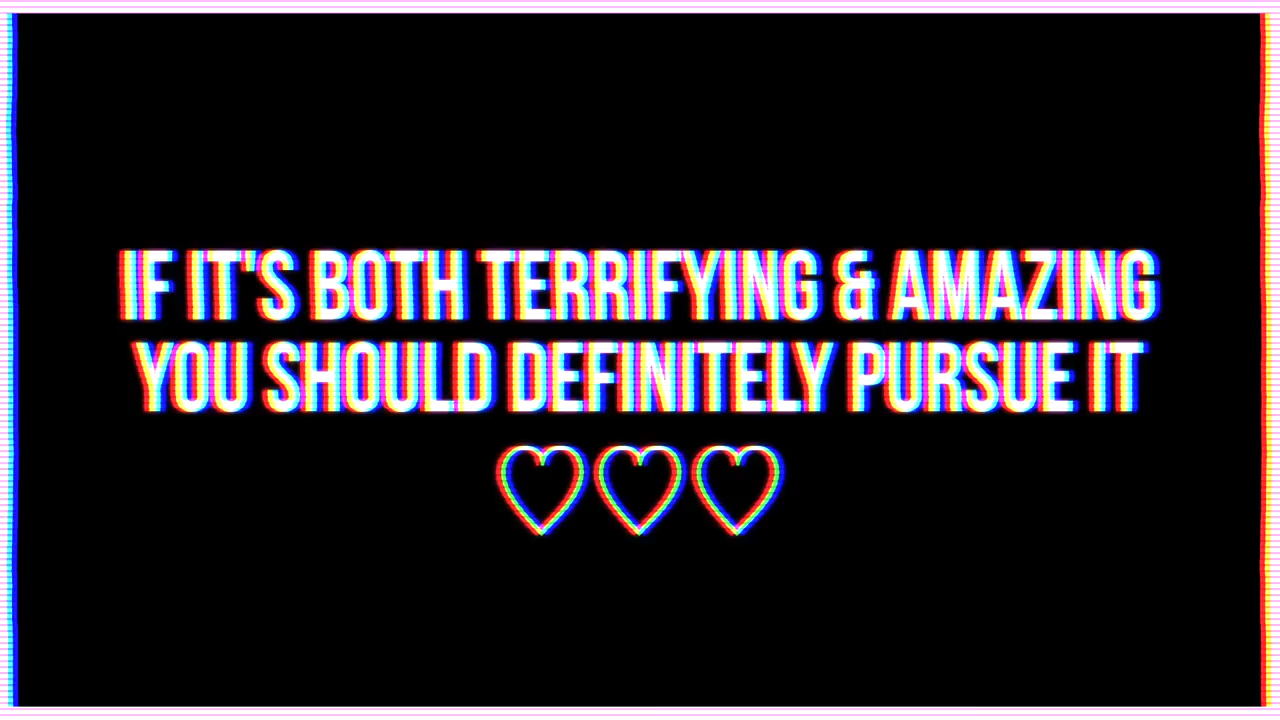 IF IT'S BOTH TERRIFYING & AMAZING
YOU SHOULD DEFINITELY PURSUE IT
♡♡♡